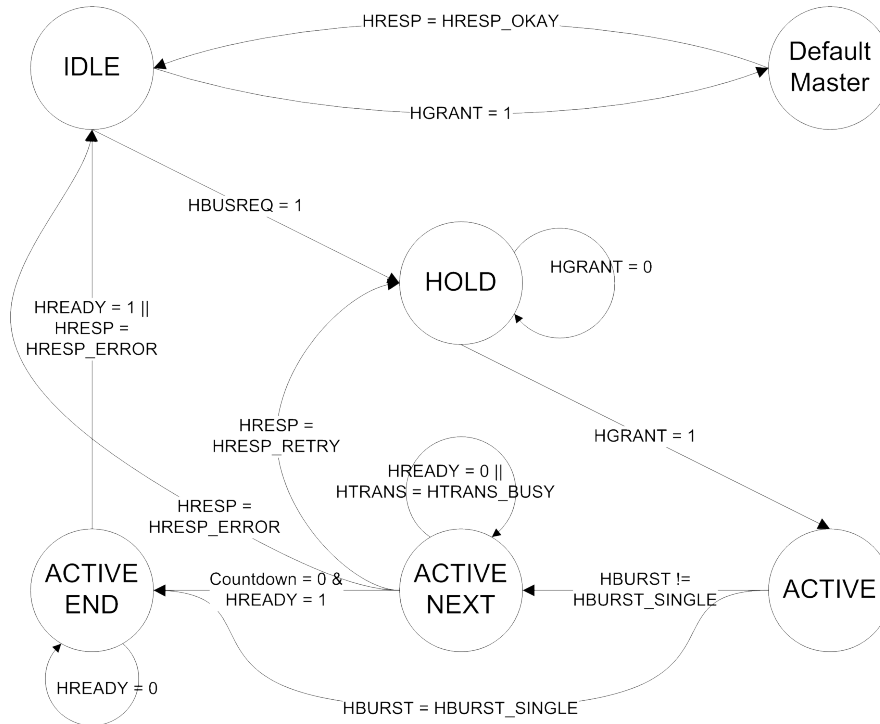 HRESP = HRESP_OKAY
IDLE
Default
Master
HGRANT = 1
HBUSREQ = 1
HOLD
HGRANT = 0
HREADY = 1 ||
HRESP =
HRESP_ERROR
HRESP =
HRESP_RETRY
HGRANT = 1
HREADY = 0 ||
HTRANS = HTRANS_BUSY
HRESP =
HRESP_ERROR
ACTIVE
END
Countdown = 0 &
HREADY = 1
ACTIVE
NEXT
HBURST !=
HBURST_SINGLE
ACTIVE
HREADY = 0
HBURST = HBURST_SINGLE